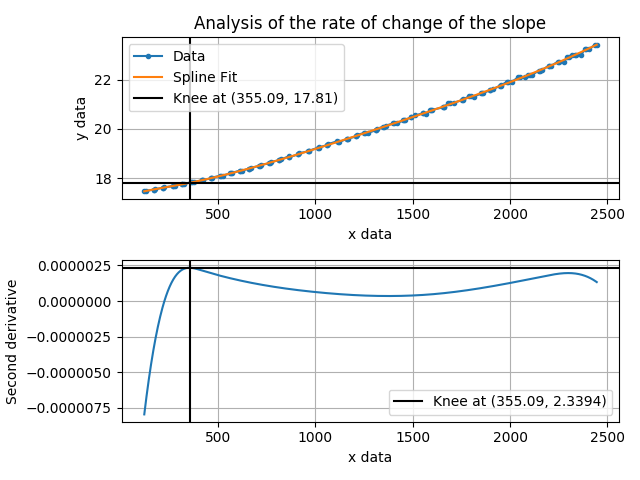 Analysis of the rate of change of the slope
Data
Spline Fit
Knee at (355.09, 17.81)
y data
22
20
18
500 1000 1500 2000 2500
x data
Second derivative
0.0000025
0.0000000
−0.0000025
−0.0000050
−0.0000075
Knee at (355.09, 2.3394)
500 1000 1500 2000 2500
x data